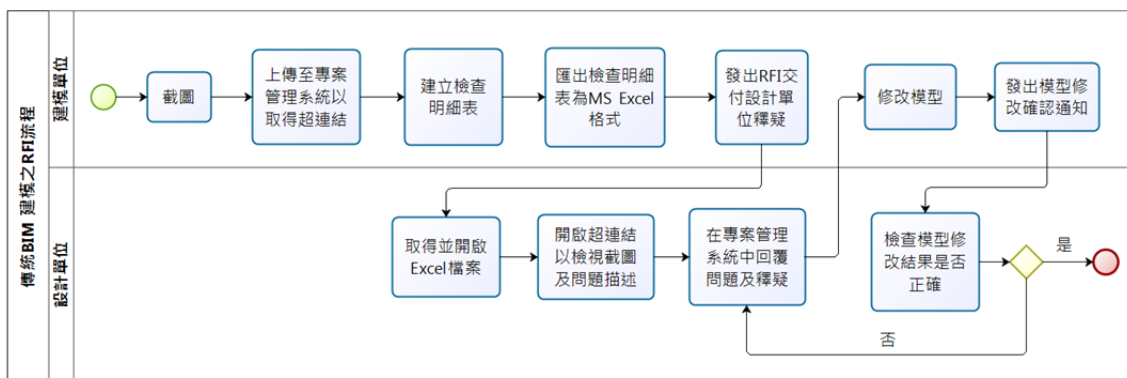 傳統BIM 建模之RFI流程
建模單位
截圖
上傳至專案
管理系統以
取得超連結
建立檢查
明細表
匯出檢查明細
表為MS Excel
格式
發出RFI交
付設計單
位釋疑
修改模型
發出模型修
改確認通知
設計單位
取得並開啟
Excel檔案
開啟超連結
以檢視截圖
及問題描述
在專案管理
系統中回覆
問題及釋疑
檢查模型修
改結果是否
正確
是
否